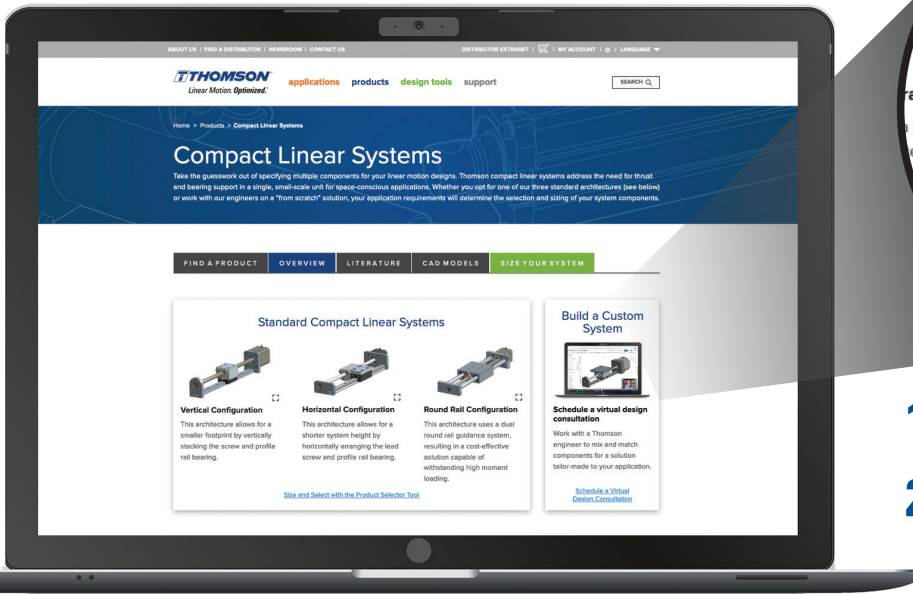 ABOUT US | FIND A DISTRIBUTOR | NEWSROOM | CONTACT US
DISTRIBUTOR EXTRANET | | MY ACCOUNT | | LANGUAGE
THOMSON
Linear Motion. Optimized.™
applications products design tools support
SEARCH
Home > Products > Compact Linear Systems
Compact Linear Systems
Take the guesswork out of specifying multiple components for your linear motion designs. Thomson compact linear systems address the need for thrust
and bearing support in a single, small-scale unit for space-conscious applications. Whether you opt for one of our three standard architectures (see below)
or work with our engineers on a "from scratch" solution, your application requirements will determine the selection and sizing of your system components.
FIND A PRODUCT
OVERVIEW
LITERATURE
CAD MODELS
SIZE YOUR SYSTEM
Standard Compact Linear Systems
Vertical Configuration
This architecture allows for a
smaller footprint by vertically
stacking the screw and profile
rail bearing.
Horizontal Configuration
This architecture allows for a
shorter system height by
horizontally arranging the lead
screw and profile rail bearing.
Round Rail Configuration
This architecture uses a dual
round rail guidance system,
resulting in a cost-effective
solution capable of
withstanding high moment
loading.
Size and Select with the Product Selector Tool
Build a Custom
System
Schedule a virtual design
consultation
Work with a Thomson
engineer to mix and match
components for a solution
tailor-made to your application.
Schedule a Virtual
Design Consultation